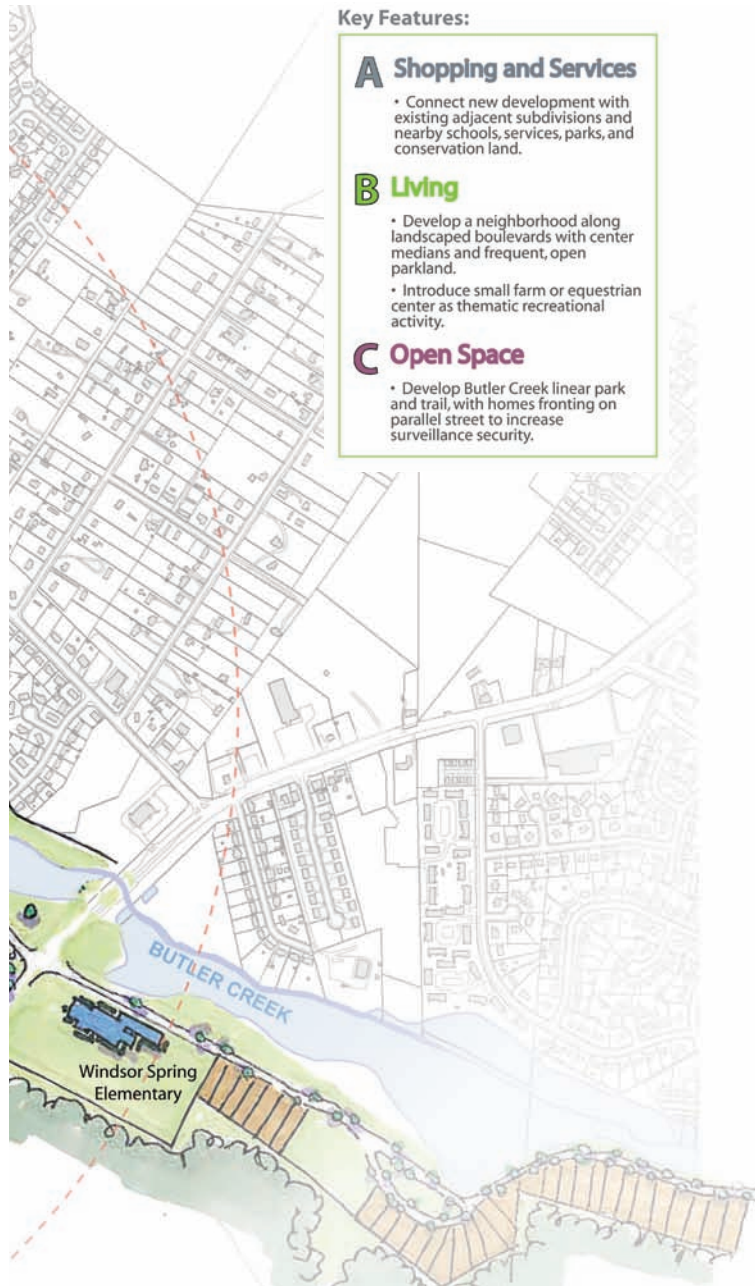 Key Features:
A Shopping and Services
• Connect new development with
existing adjacent subdivisions and
nearby schools, services, parks, and
conservation land.
B Living
• Develop a neighborhood along
landscaped boulevards with center
medians and frequent, open
parkland.
• Introduce small farm or equestrian
center as thematic recreational
activity.
C Open Space
• Develop Butler Creek linear park
and trail, with homes fronting on
parallel street to increase
surveillance security.
BUTLER CREEK
Windsor Spring
Elementary